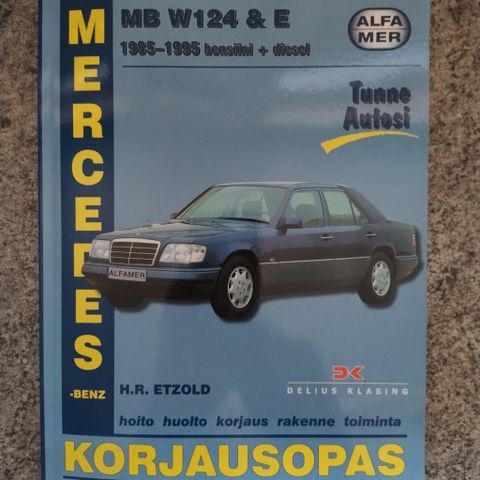 MERCEDES
-BENZ
MB W124 & E
1985–1995 bensiini + diesel
ALFA
MER
Tunne
Autosi
ALFAMER
H.R. ETZOLD
DK
DELIUS KLASING
hoito huolto korjaus rakenne toiminta
KORJAUSOPAS